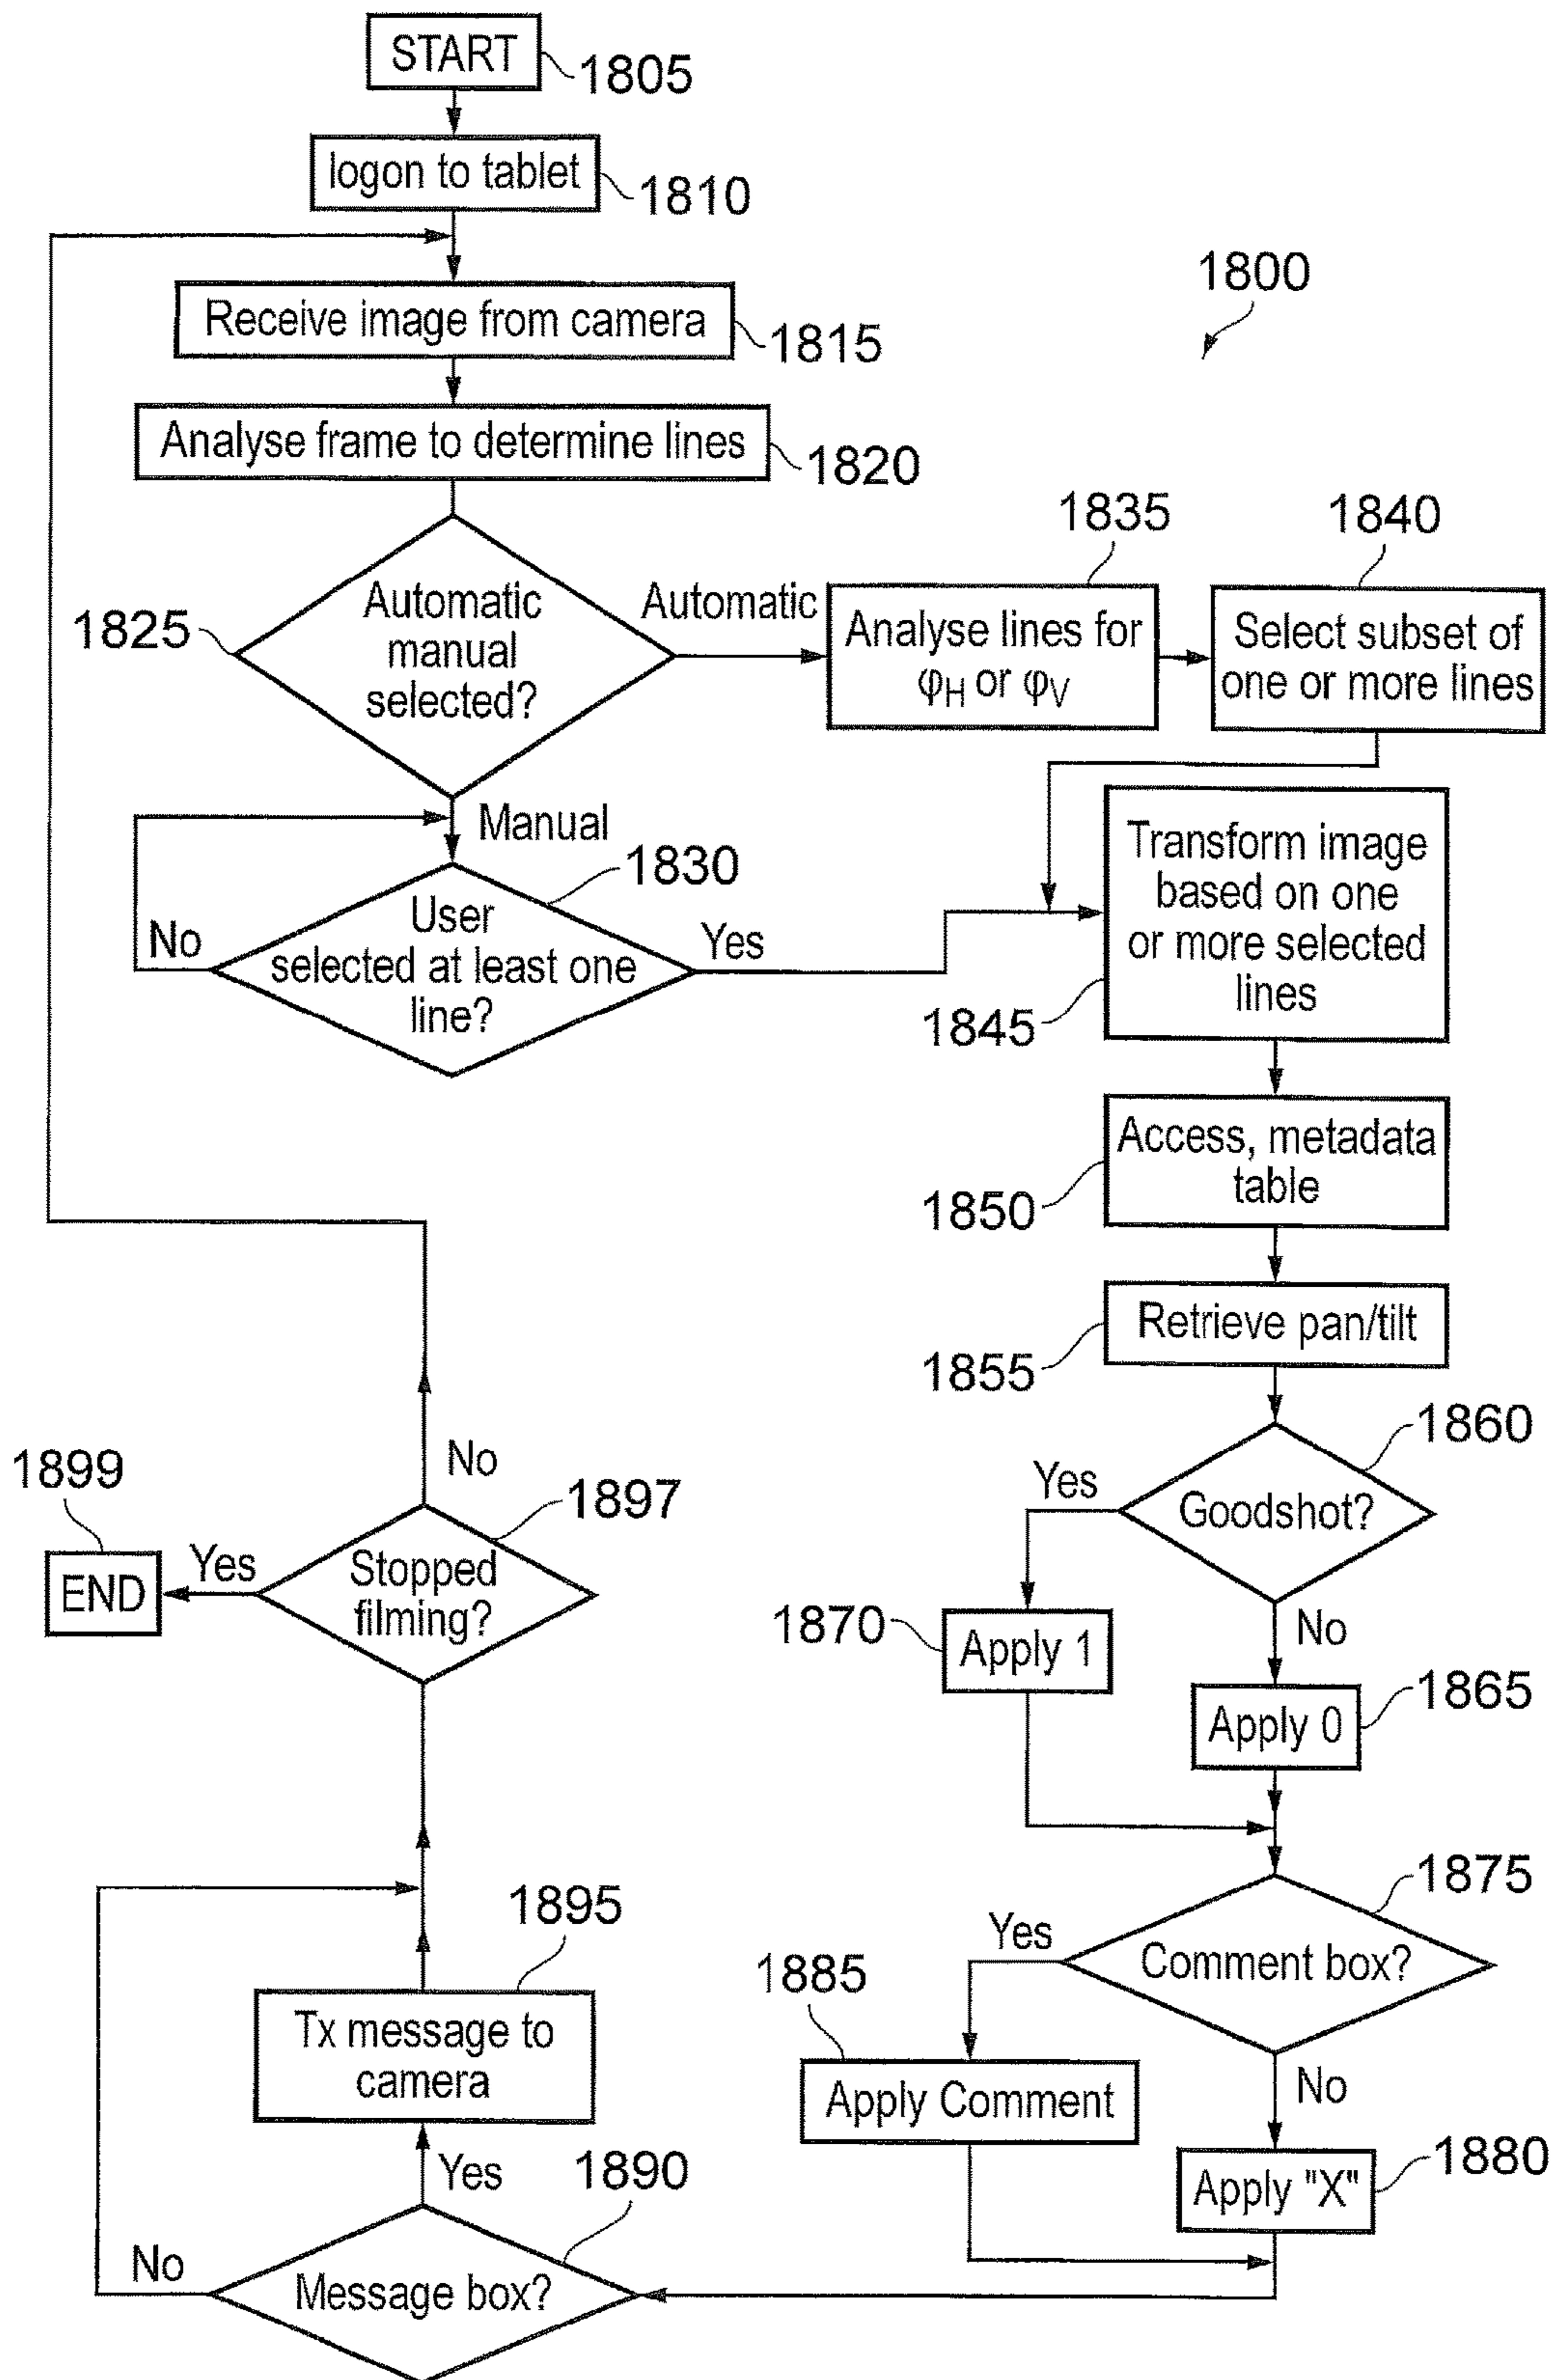 START
1805
logon to tablet
1810
1800
Receive image from camera
1815
Analyse frame to determine lines
1820
1825
Automatic
manual
selected?
Automatic
1835
Analyse lines for
φH or φV
1840
Select subset of
one or more lines
Manual
1830
User
selected at least one
line?
No
Yes
Transform image
based on one
or more selected
lines
1845
Access, metadata
table
1850
Retrieve pan/tilt
1855
1860
Goodshot?
Yes
1870
Apply 1
No
1865
Apply 0
1875
Comment box?
Yes
1885
Apply Comment
No
1880
Apply "X"
1890
Message box?
No
Yes
1895
Tx message to
camera
1897
Stopped
filming?
No
Yes
1899
END